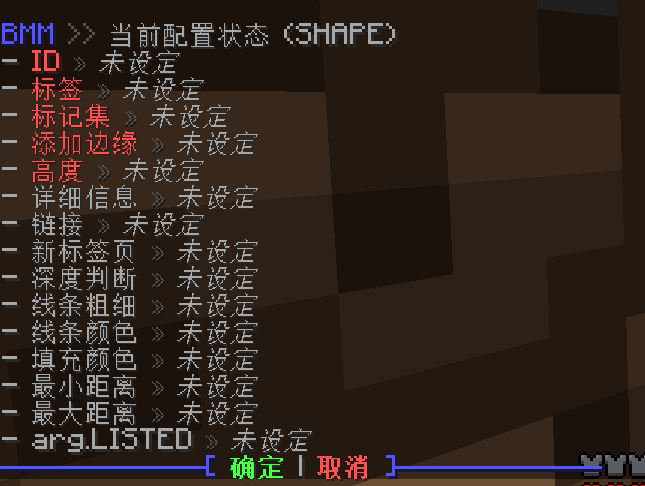 BMM >> 当前配置状态 (SHAPE)
- ID » 未设定
- 标签 » 未设定
- 标记集 » 未设定
- 添加边缘 » 未设定
- 高度 » 未设定
- 详细信息 » 未设定
- 链接 » 未设定
- 新标签页 » 未设定
- 深度判断 » 未设定
- 线条粗细 » 未设定
- 线条颜色 » 未设定
- 填充颜色 » 未设定
- 最小距离 » 未设定
- 最大距离 » 未设定
- arg.LISTED » 未设定
[ 确定 | 取消 ]